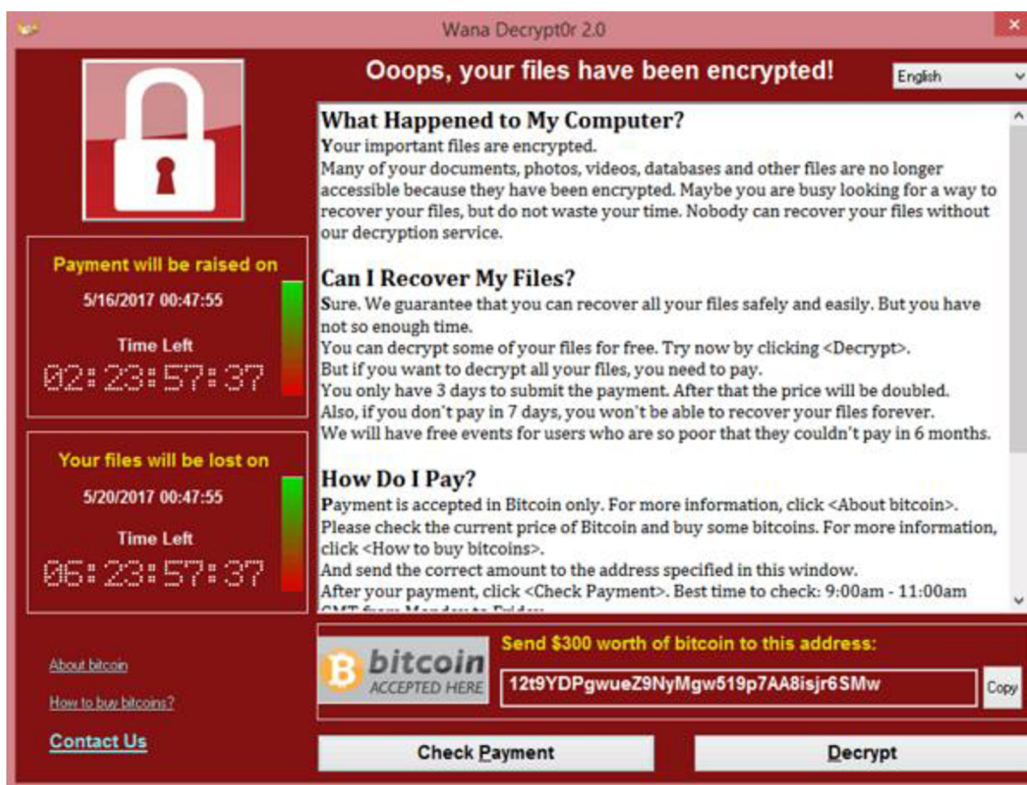 Wana Decrypt0r 2.0
Ooops, your files have been encrypted!
English
What Happened to My Computer?
Your important files are encrypted.
Many of your documents, photos, videos, databases and other files are no longer
accessible because they have been encrypted. Maybe you are busy looking for a way to
recover your files, but do not waste your time. Nobody can recover your files without
our decryption service.
Can I Recover My Files?
Sure. We guarantee that you can recover all your files safely and easily. But you have
not so enough time.
You can decrypt some of your files for free. Try now by clicking <Decrypt>.
But if you want to decrypt all your files, you need to pay.
You only have 3 days to submit the payment. After that the price will be doubled.
Also, if you don't pay in 7 days, you won't be able to recover your files forever.
We will have free events for users who are so poor that they couldn't pay in 6 months.
How Do I Pay?
Payment is accepted in Bitcoin only. For more information, click <About bitcoin>.
Please check the current price of Bitcoin and buy some bitcoins. For more information,
click <How to buy bitcoins>.
And send the correct amount to the address specified in this window.
After your payment, click <Check Payment>. Best time to check: 9:00am - 11:00am
GMT from Monday to Friday.
Payment will be raised on
5/16/2017 00:47:55
Time Left
02:23:57:37
Your files will be lost on
5/20/2017 00:47:55
Time Left
06:23:57:37
About bitcoin
How to buy bitcoins?
Contact Us
bitcoin
ACCEPTED HERE
Send $300 worth of bitcoin to this address:
12t9YDPgwueZ9NyMgw519p7AA8isjr6SMw
Copy
Check Payment
Decrypt